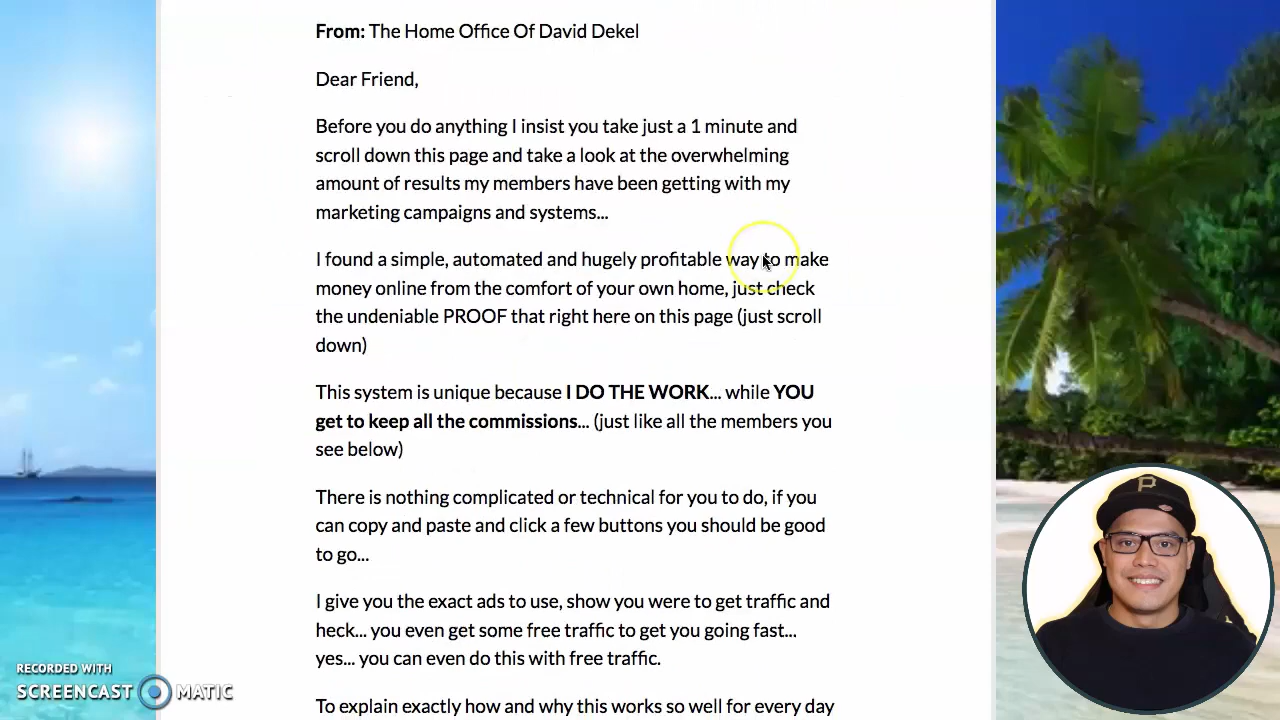 From: The Home Office Of David Dekel
Dear Friend,
Before you do anything I insist you take just a 1 minute and
scroll down this page and take a look at the overwhelming
amount of results my members have been getting with my
marketing campaigns and systems...
I found a simple, automated and hugely profitable way to make
money online from the comfort of your own home, just check
the undeniable PROOF that right here on this page (just scroll
down)
This system is unique because I DO THE WORK... while YOU
get to keep all the commissions... (just like all the members you
see below)
There is nothing complicated or technical for you to do, if you
can copy and paste and click a few buttons you should be good
to go...
I give you the exact ads to use, show you were to get traffic and
heck... you even get some free traffic to get you going fast...
yes... you can even do this with free traffic.
To explain exactly how and why this works so well for every day
P
RECORDED WITH
SCREENCAST MATIC